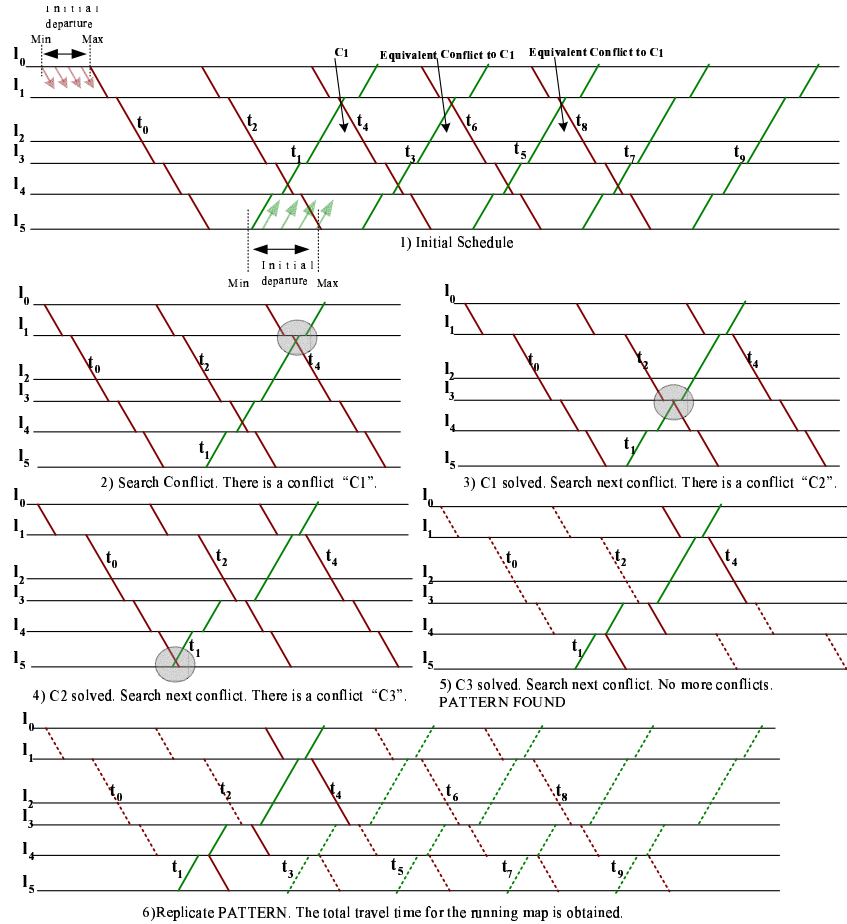 Initial
departure
Min Max
C1 Equivalent Conflict to C1 Equivalent Conflict to C1
l0
l1
l2
l3
l4
l5
t0 t2 t1 t4 t3 t6 t5 t8 t7 t9
1) Initial Schedule
Initial
departure
Min Max
l0
l1
l2
l3
l4
l5
t0 t2 t4
t1
2) Search Conflict. There is a conflict “C1”.
l0
l1
l2
l3
l4
l5
t0 t2 t4
t1
3) C1 solved. Search next conflict. There is a conflict “C2”.
l0
l1
l2
l3
l4
l5
t0 t2 t4
t1
4) C2 solved. Search next conflict. There is a conflict “C3”.
l0
l1
l2
l3
l4
l5
t0 t2 t4
t1
5) C3 solved. Search next conflict. No more conflicts.
PATTERN FOUND
l0
l1
l2
l3
l4
l5
t0 t2 t4 t6 t8
t1 t3 t5 t7 t9
6)Replicate PATTERN. The total travel time for the running map is obtained.